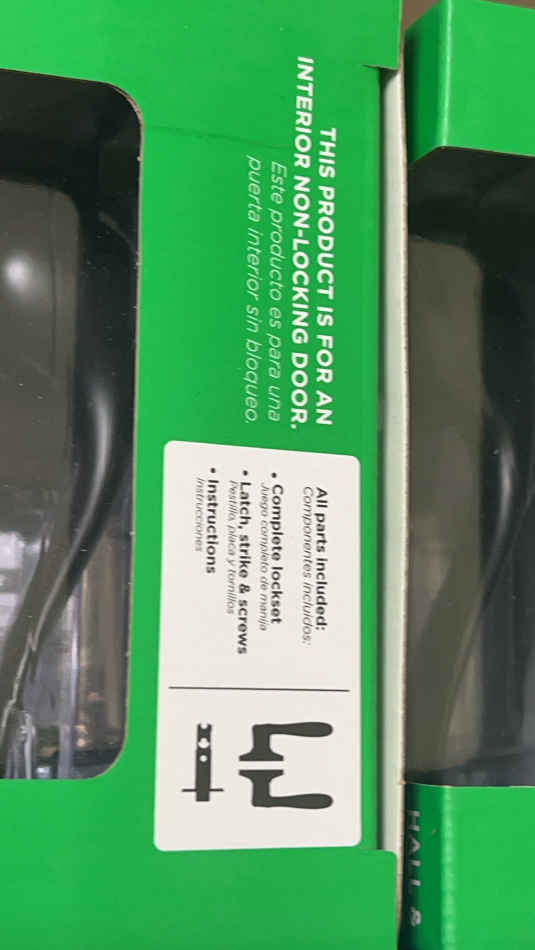 THIS PRODUCT IS FOR AN
INTERIOR NON-LOCKING DOOR.
Este producto es para una
puerta interior sin bloqueo.
All parts included:
Componentes incluidos:
• Complete lockset
Juego completo de manija
• Latch, strike & screws
Pestillo, placa y tornillos
• Instructions
Instrucciones
HALL &